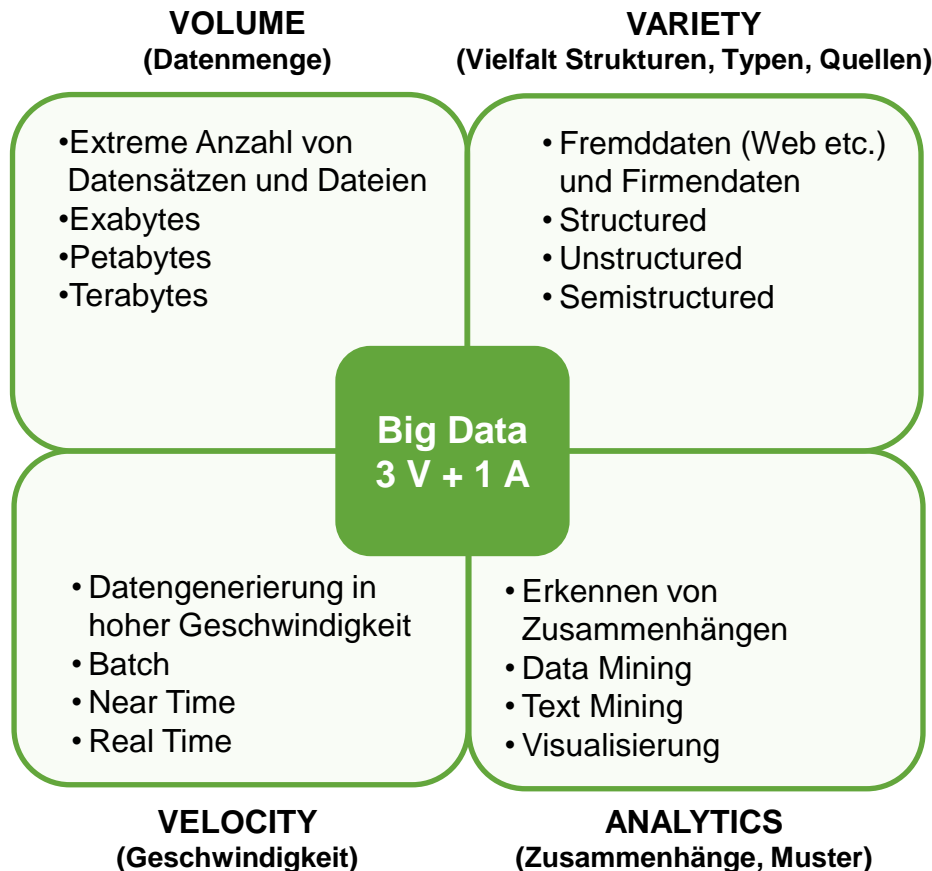 VOLUME
(Datenmenge)
•Extreme Anzahl von
Datensätzen und Dateien
•Exabytes
•Petabytes
•Terabytes
VARIETY
(Vielfalt Strukturen, Typen, Quellen)
• Fremddaten (Web etc.)
und Firmendaten
• Structured
• Unstructured
• Semistructured
Big Data
3 V + 1 A
• Datengenerierung in
hoher Geschwindigkeit
• Batch
• Near Time
• Real Time
VELOCITY
(Geschwindigkeit)
• Erkennen von
Zusammenhängen
• Data Mining
• Text Mining
• Visualisierung
ANALYTICS
(Zusammenhänge, Muster)